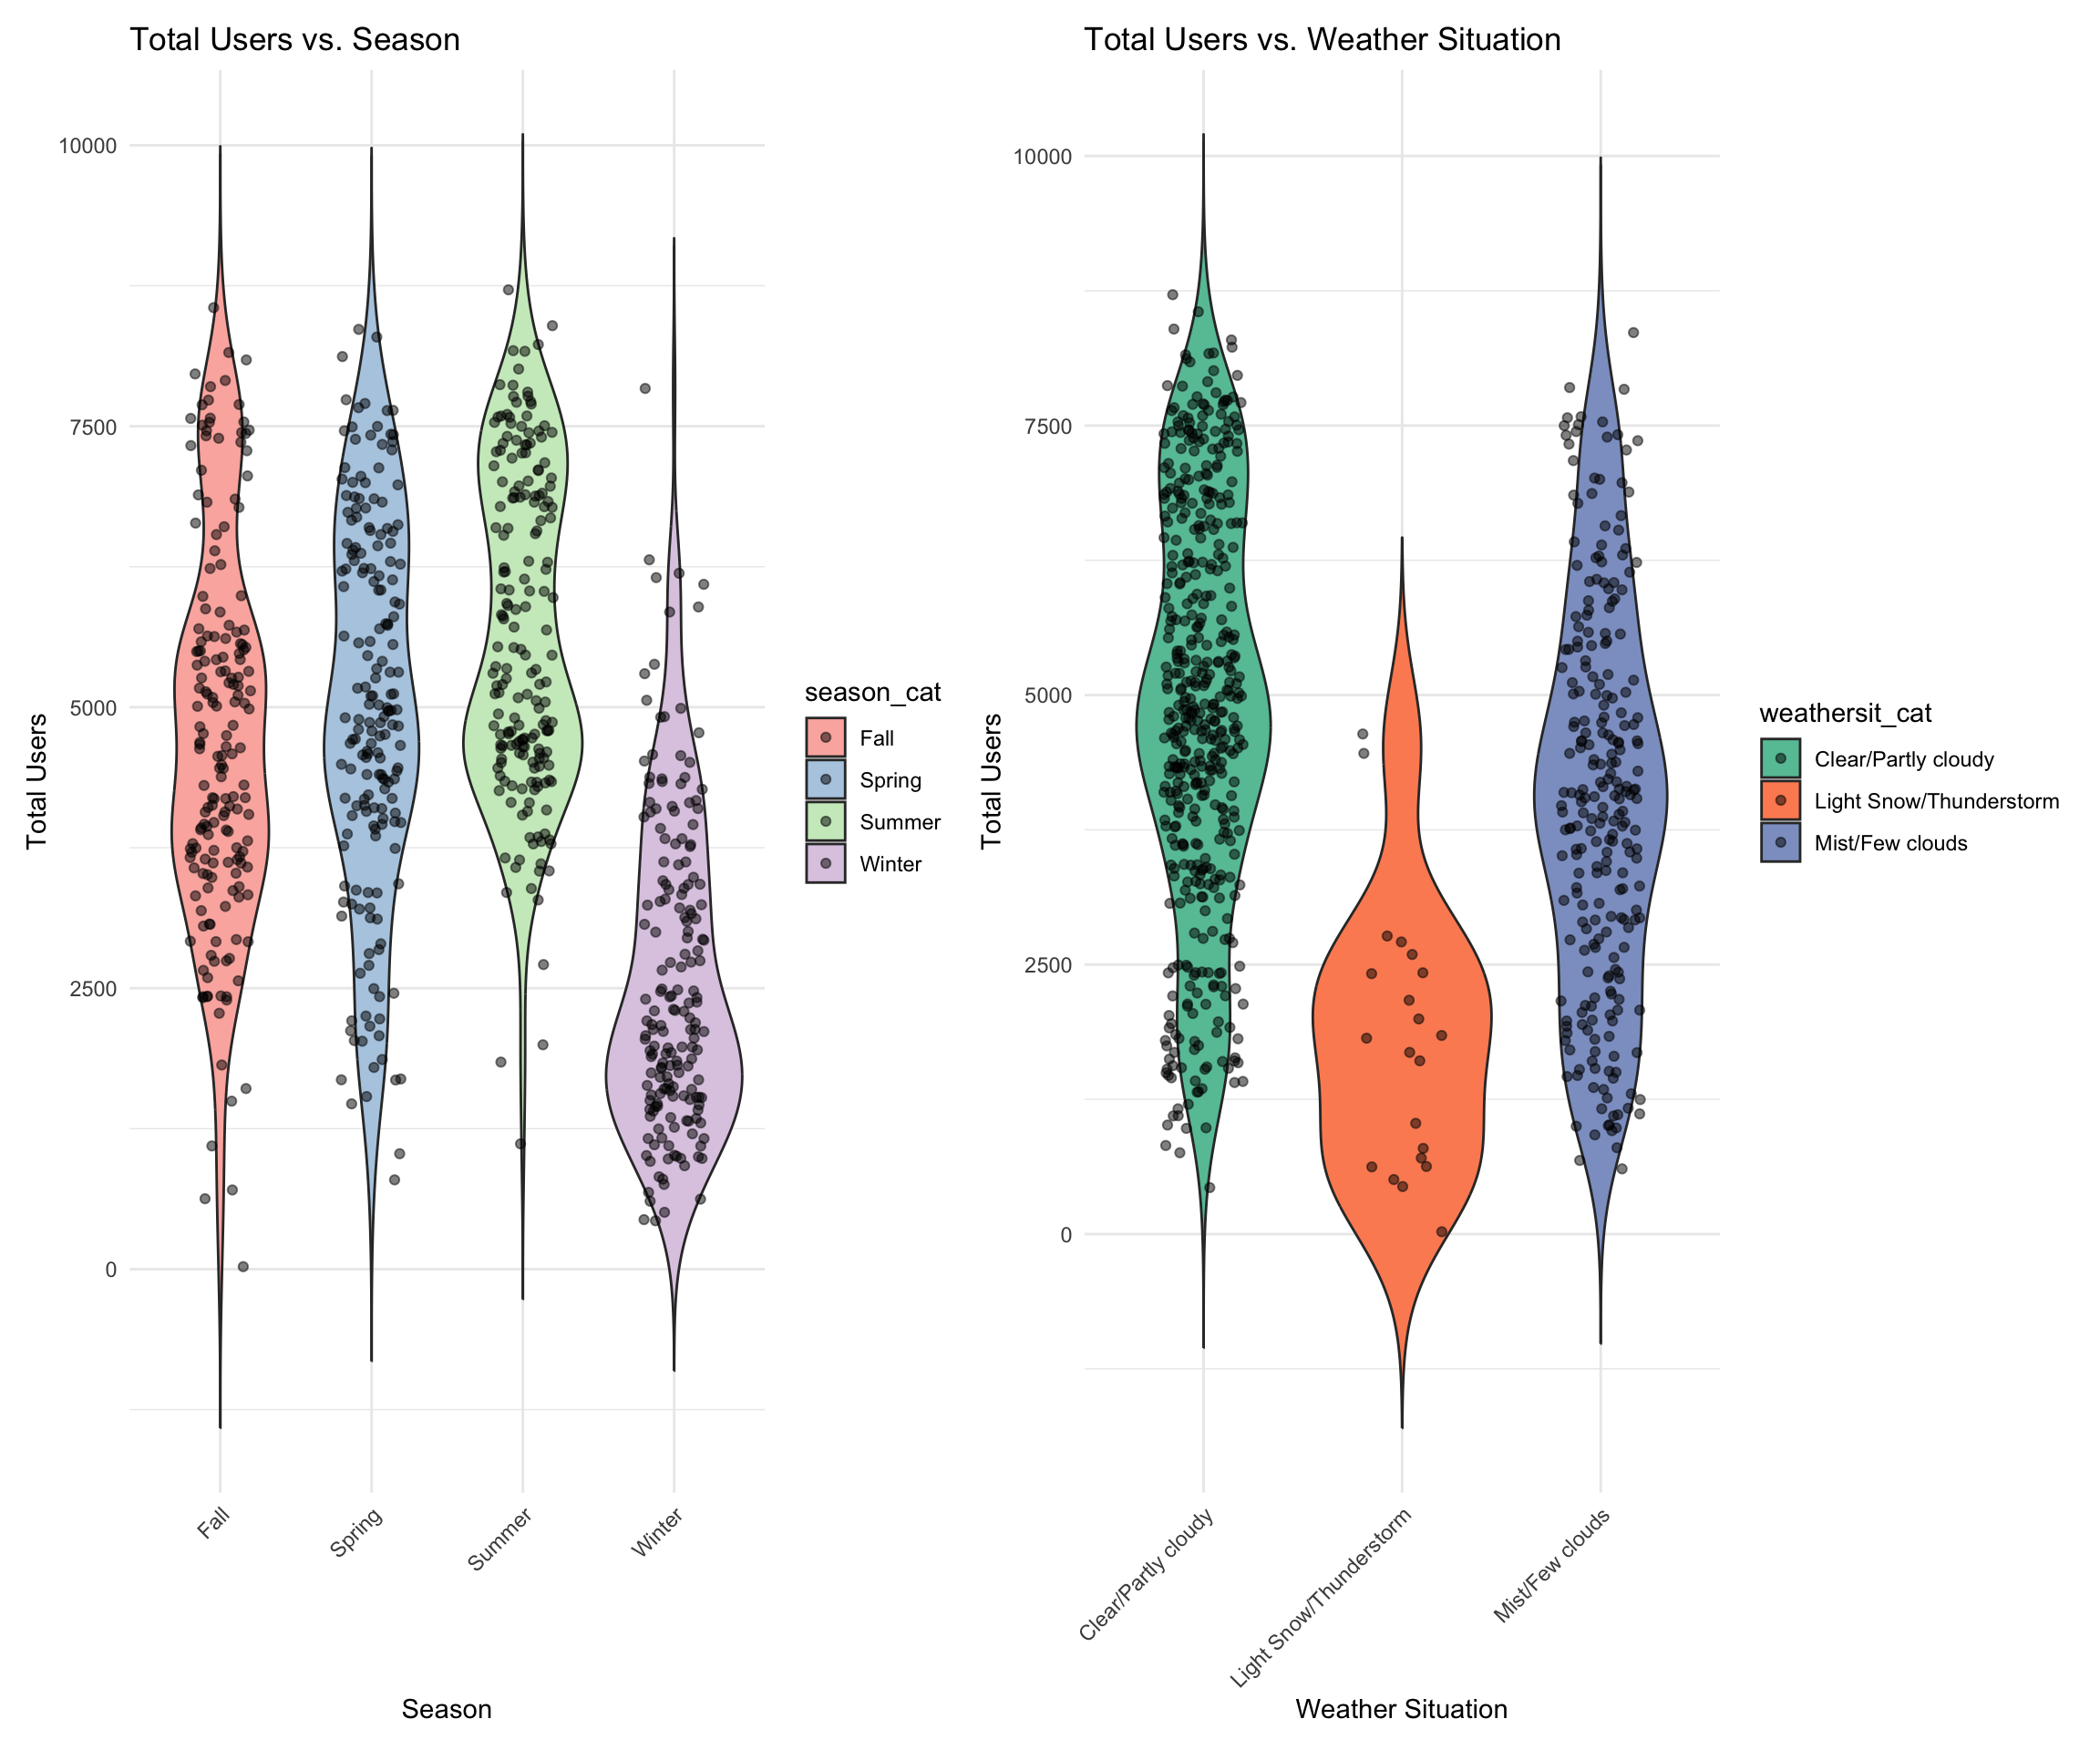 Total Users vs. Season
Total Users
10000
7500
5000
2500
0
Fall
Spring
Summer
Winter
Season
season_cat
Fall
Spring
Summer
Winter
Total Users vs. Weather Situation
Total Users
10000
7500
5000
2500
0
Clear/Partly cloudy
Light Snow/Thunderstorm
Mist/Few clouds
Weather Situation
weathersit_cat
Clear/Partly cloudy
Light Snow/Thunderstorm
Mist/Few clouds